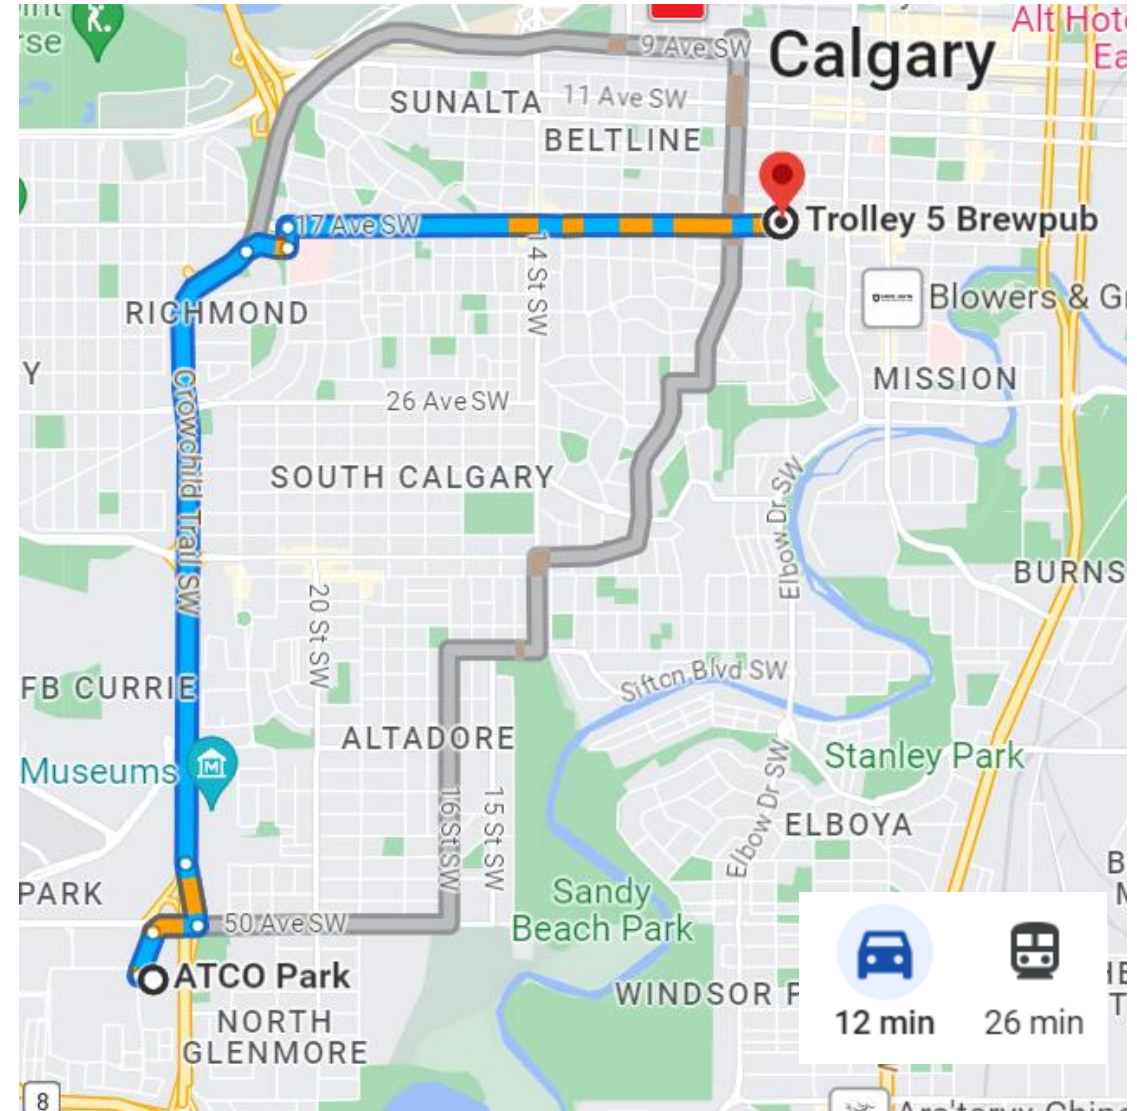 int
rse
Alt Hot
Ea
9 Ave SW
Calgary
SUNALTA
11 Ave SW
BELTLINE
17 Ave SW
Trolley 5 Brewpub
14 St SW
Blowers & G
RICHMOND
Y
MISSION
Crowchild Trail SW
26 Ave SW
SOUTH CALGARY
Elbow Dr SW
BURNS
20 St SW
FB CURRIE
Sifton Blvd SW
ALTADORE
Museums
M
Stanley Park
16 St SW
15 St SW
Elbow Dr SW
ELBOYA
B
PARK
Sandy
Beach Park
50 Ave SW
ATCO Park
WINDSOR
12 min
26 min
NORTH
GLENMORE
8